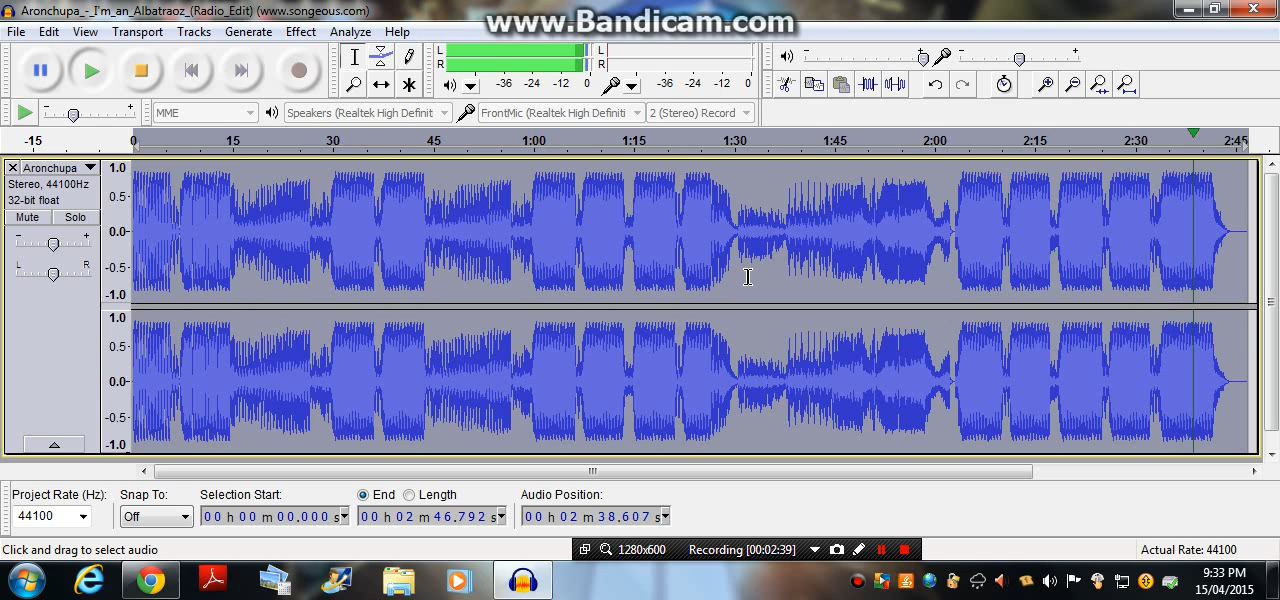 Aronchupa_-_I'm_an_Albatraoz_(Radio_Edit) (www.songeous.com)
www.Bandicam.com
File Edit View Transport Tracks Generate Effect Analyze Help
L
R
-36 -24 -12 0
L
R
-36 -24 -12 0
MME
Speakers (Realtek High Definit
FrontMic (Realtek High Definiti
2 (Stereo) Record
-15 0 15 30 45 1:00 1:15 1:30 1:45 2:00 2:15 2:30 2:45
Aronchupa
Stereo, 44100Hz
32-bit float
Mute Solo
- +
L R
1.0
0.5-
0.0-
-0.5-
-1.0
1.0
0.5-
0.0-
-0.5-
-1.0
Project Rate (Hz):
44100
Snap To:
Off
Selection Start:
00 h 00 m 00.000 s
End Length
00 h 02 m 46.792 s
Audio Position:
00 h 02 m 38.607 s
Click and drag to select audio
1280x600 Recording [00:02:39]
Actual Rate: 44100
9:33 PM
15/04/2015